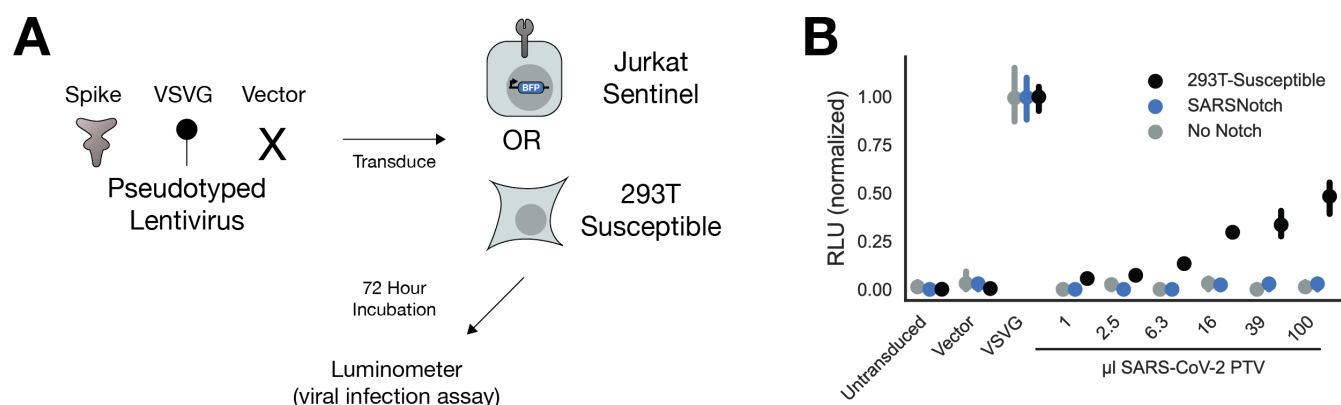 A
Spike VSVG Vector
X
Pseudotyped
Lentivirus
Transduce
BFP
Jurkat
Sentinel
OR
293T
Susceptible
72 Hour
Incubation
Luminometer
(viral infection assay)
B
RLU (normalized)
1.00
0.75
0.50
0.25
0.00
293T-Susceptible
SARSNotch
No Notch
Untransduced
Vector
VSVG
1
2.5
6.3
16
39
100
µl SARS-CoV-2 PTV